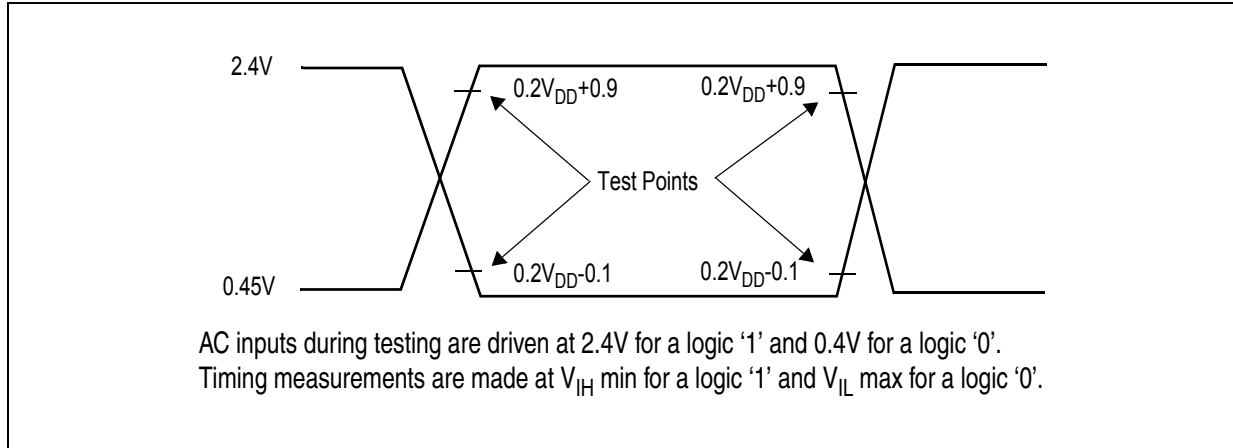 2.4V
0.2VDD+0.9 0.2VDD+0.9
Test Points
0.2VDD-0.1 0.2VDD-0.1
0.45V
AC inputs during testing are driven at 2.4V for a logic ‘1’ and 0.4V for a logic ‘0’.
Timing measurements are made at VIH min for a logic ‘1’ and VIL max for a logic ‘0’.